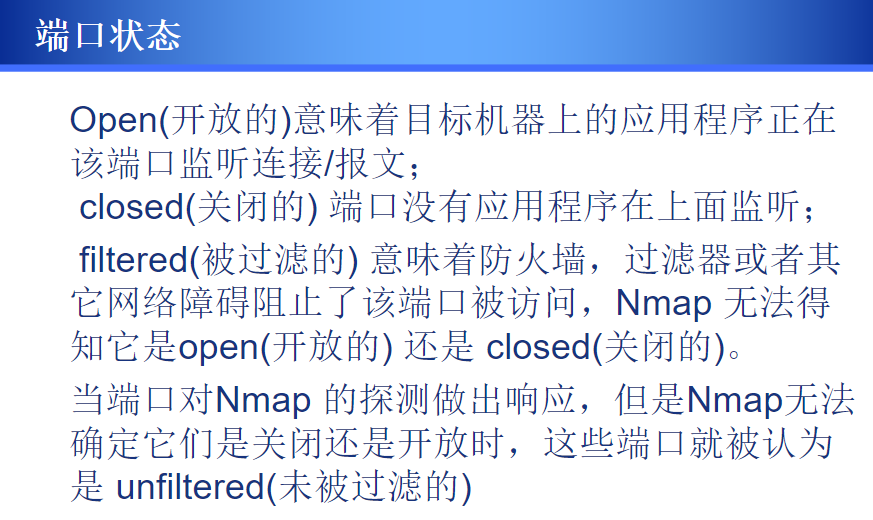 端口状态
Open(开放的)意味着目标机器上的应用程序正在
该端口监听连接/报文；
closed(关闭的) 端口没有应用程序在上面监听；
filtered(被过滤的) 意味着防火墙，过滤器或者其
它网络障碍阻止了该端口被访问，Nmap 无法得
知它是open(开放的) 还是 closed(关闭的)。
当端口对Nmap 的探测做出响应，但是Nmap无法
确定它们是关闭还是开放时，这些端口就被认为
是 unfiltered(未被过滤的)